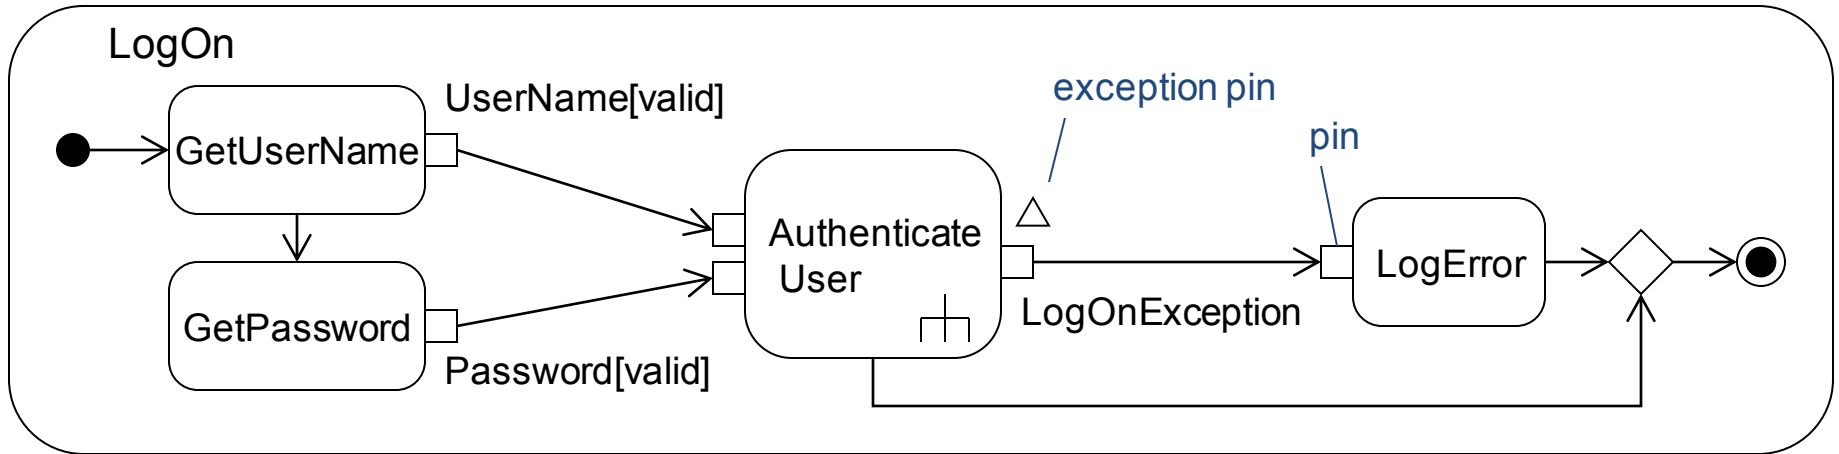 LogOn
UserName[valid]
exception pin
pin
GetUserName
Authenticate
User
LogError
GetPassword
LogOnException
Password[valid]